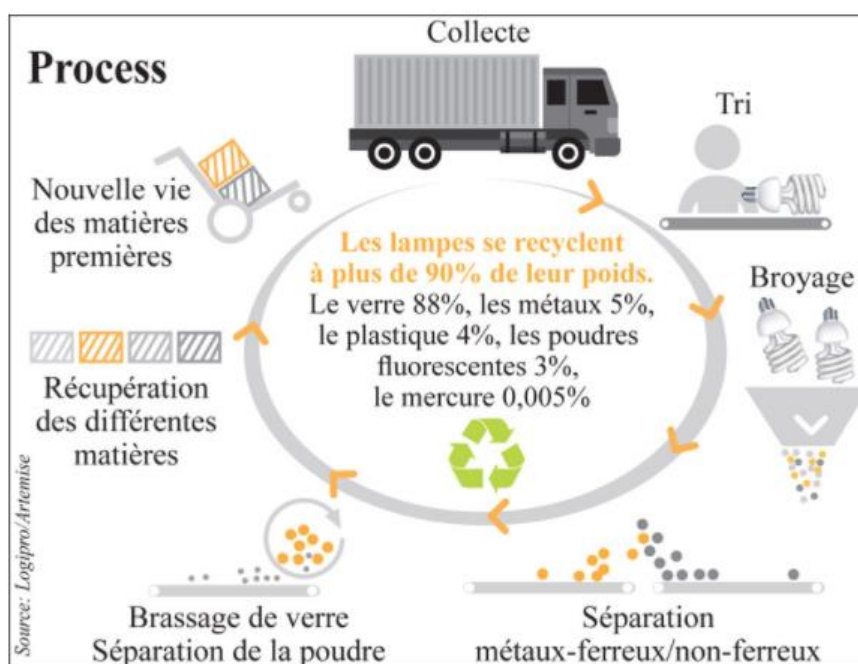 Process
Collecte
Tri
Broyage
Séparation
métaux-ferreux/non-ferreux
Brassage de verre
Séparation de la poudre
Récupération
des différentes
matières
Nouvelle vie
des matières
premières
Les lampes se recyclent
à plus de 90% de leur poids.
Le verre 88%, les métaux 5%,
le plastique 4%, les poudres
fluorescentes 3%,
le mercure 0,005%
Source: Logipro/Artemise